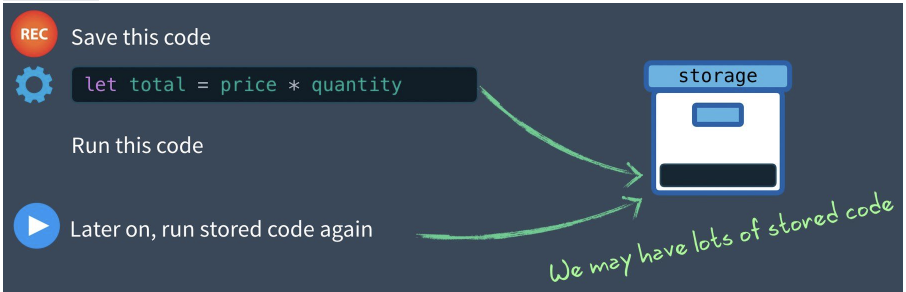 REC
Save this code
let total = price * quantity
storage
Run this code
Later on, run stored code again
We may have lots of stored code